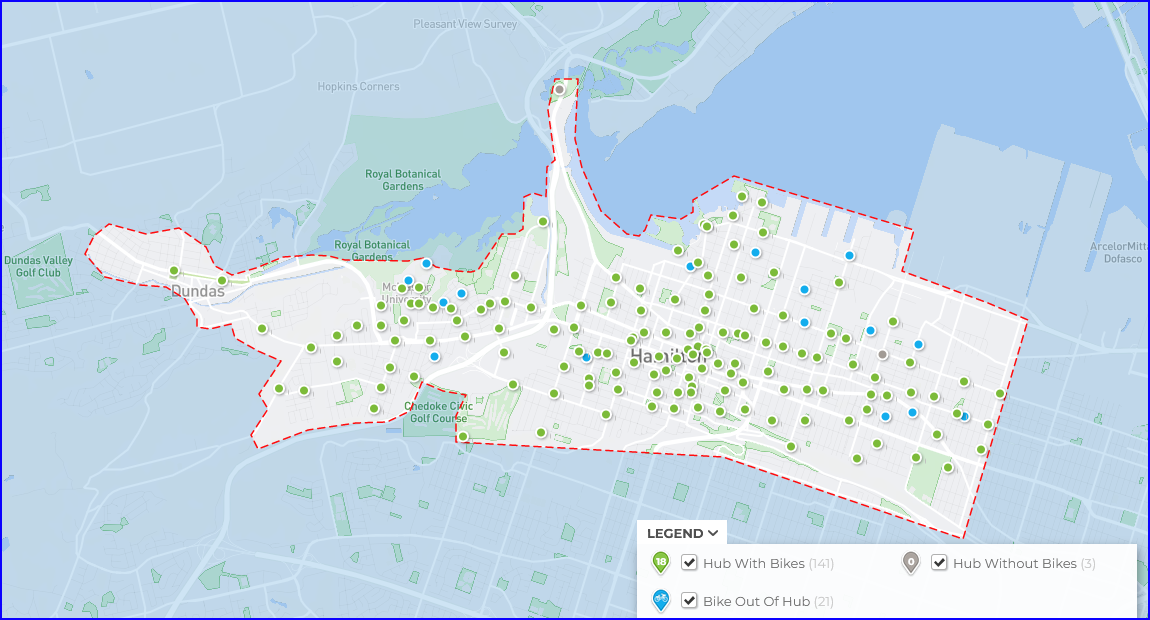 Pleasant View Survey
Hopkins Corners
Royal Botanical
Gardens
Royal Botanical
Gardens
ArcelorMitta
Dofasco
Dundas Valley
Golf Club
Dundas
University
Hamilton
Chedoke Civic
Golf Course
LEGEND
18 Hub With Bikes (141)
0 Hub Without Bikes (3)
Bike Out Of Hub (21)